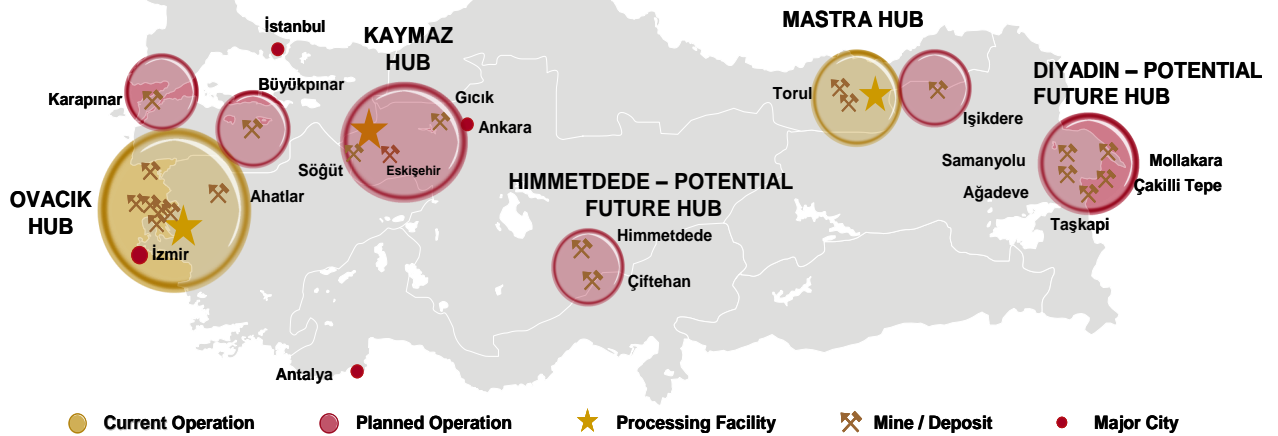 İstanbul
KAYMAZ
HUB
MASTRA HUB
Büyükpınar
Karapınar
Gıcık
Ankara
Söğüt
Eskişehir
Torul
Işikdere
DIYADIN – POTENTIAL
FUTURE HUB
Samanyolu
Mollakara
Ağadeve
Çakilli Tepe
Taşkapi
OVACIK
HUB
Ahatlar
İzmir
HIMMETDEDE – POTENTIAL
FUTURE HUB
Himmetdede
Çiftehan
Antalya
Current Operation
Planned Operation
Processing Facility
Mine / Deposit
Major City